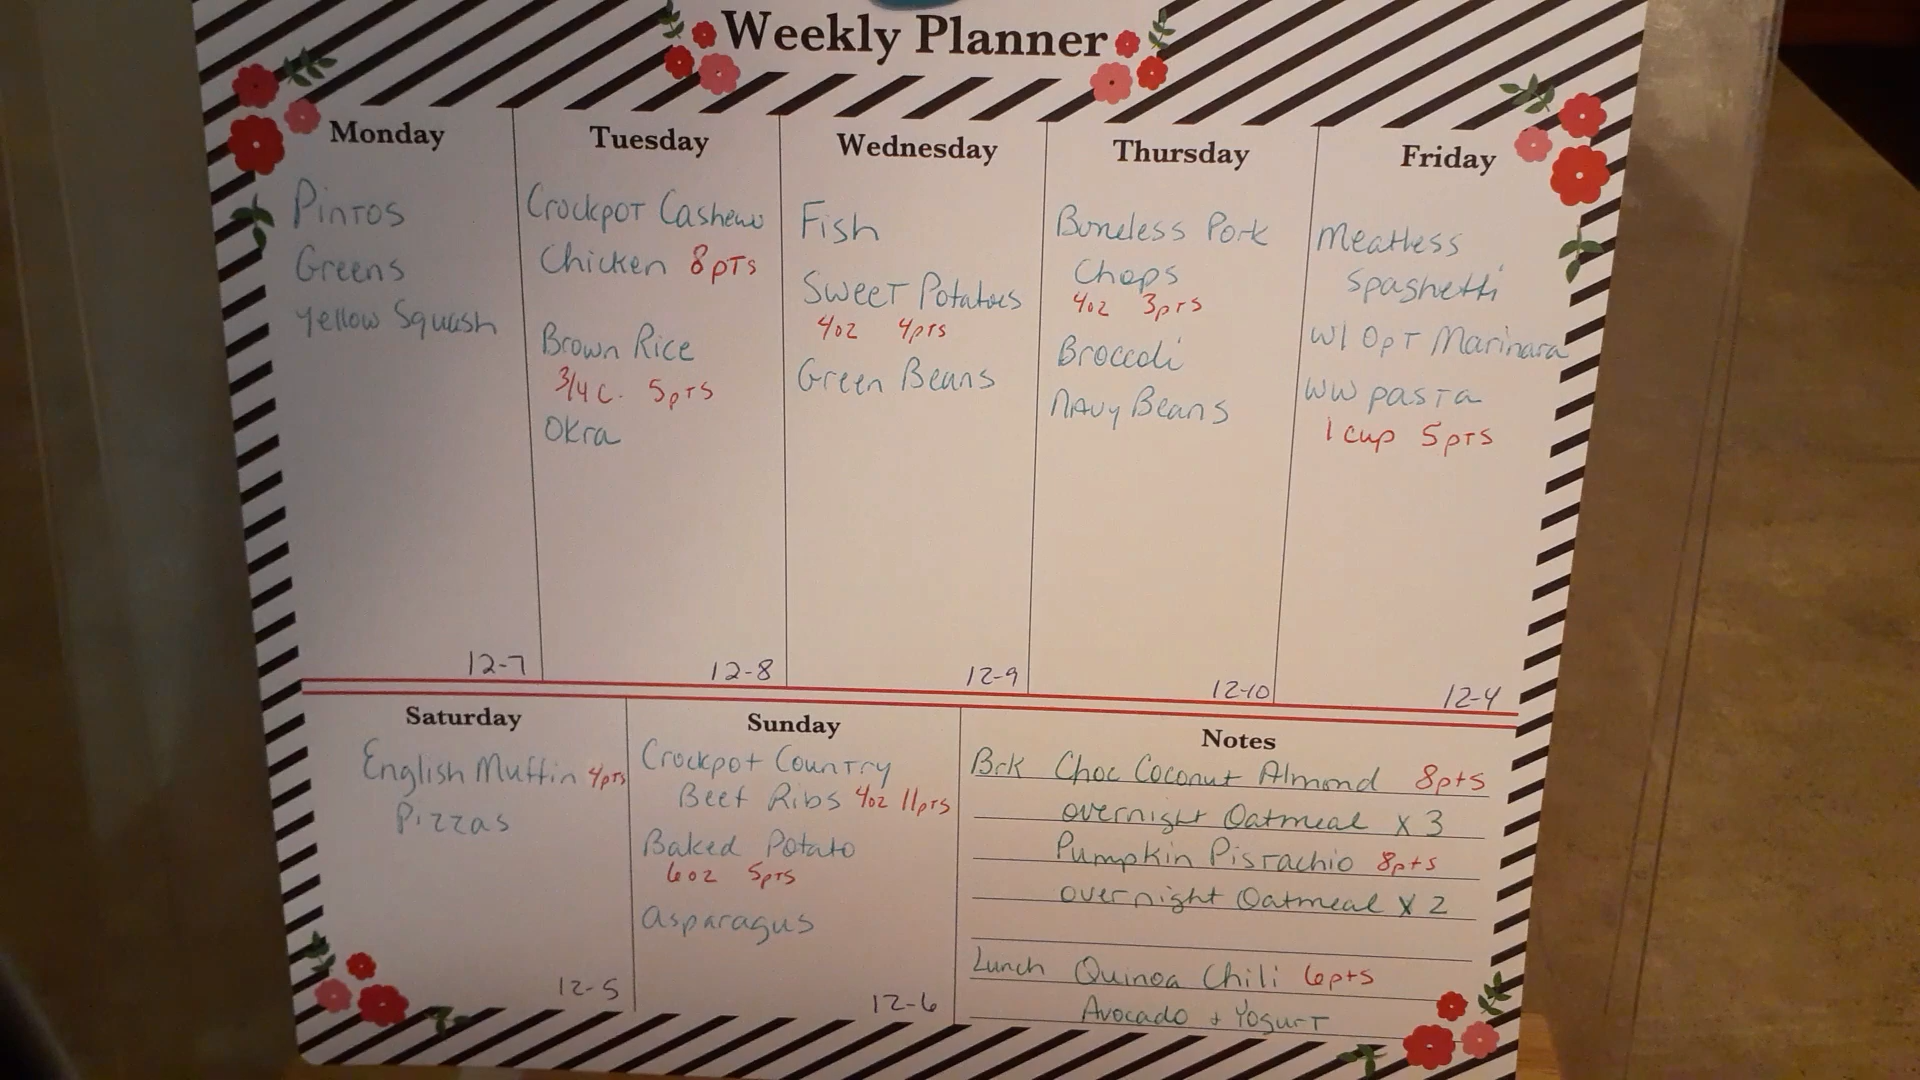 Weekly Planner
Monday
Pintos
Greens
Yellow Squash
12-7
Tuesday
Crockpot Cashew
Chicken 8pts
Brown Rice
3/4 c. 5pts
Okra
12-8
Wednesday
Fish
Sweet Potatoes
4oz 4pts
Green Beans
12-9
Thursday
Boneless Pork
Chops
4oz 3pts
Broccoli
Navy Beans
12-10
Friday
Meatless
Spaghetti
w/ OPT Marinara
WW pasta
1 cup 5pts
12-4
Saturday
English Muffin 4pts
Pizzas
12-5
Sunday
Crockpot Country
Beef Ribs 4oz 11pts
Baked Potato
6oz 5pts
Asparagus
12-6
Notes
Brk Choc Coconut Almond 8pts
overnight Oatmeal x 3
Pumpkin Pistachio 8pts
overnight Oatmeal x 2
Lunch Quinoa Chili 6pts
Avocado + Yogurt